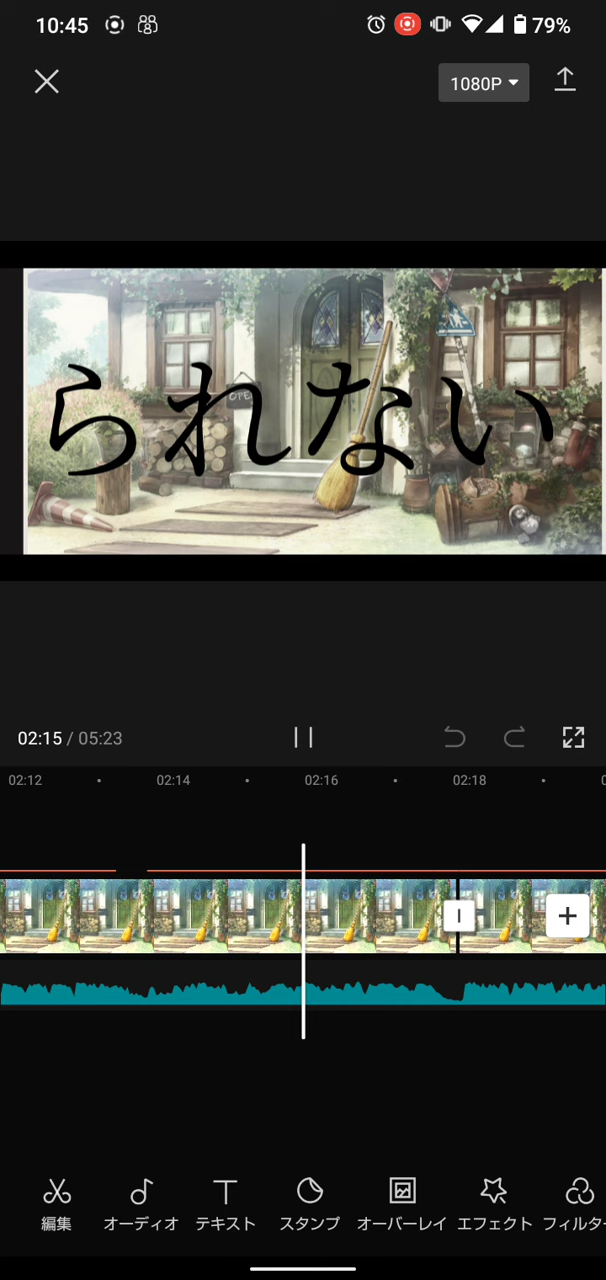 10:45
79%
1080P
OPE
られない
02:15 / 05:23
02:12
02:14
02:16
02:18
編集
オーディオ
テキスト
スタンプ
オーバーレイ
エフェクト
フィルター